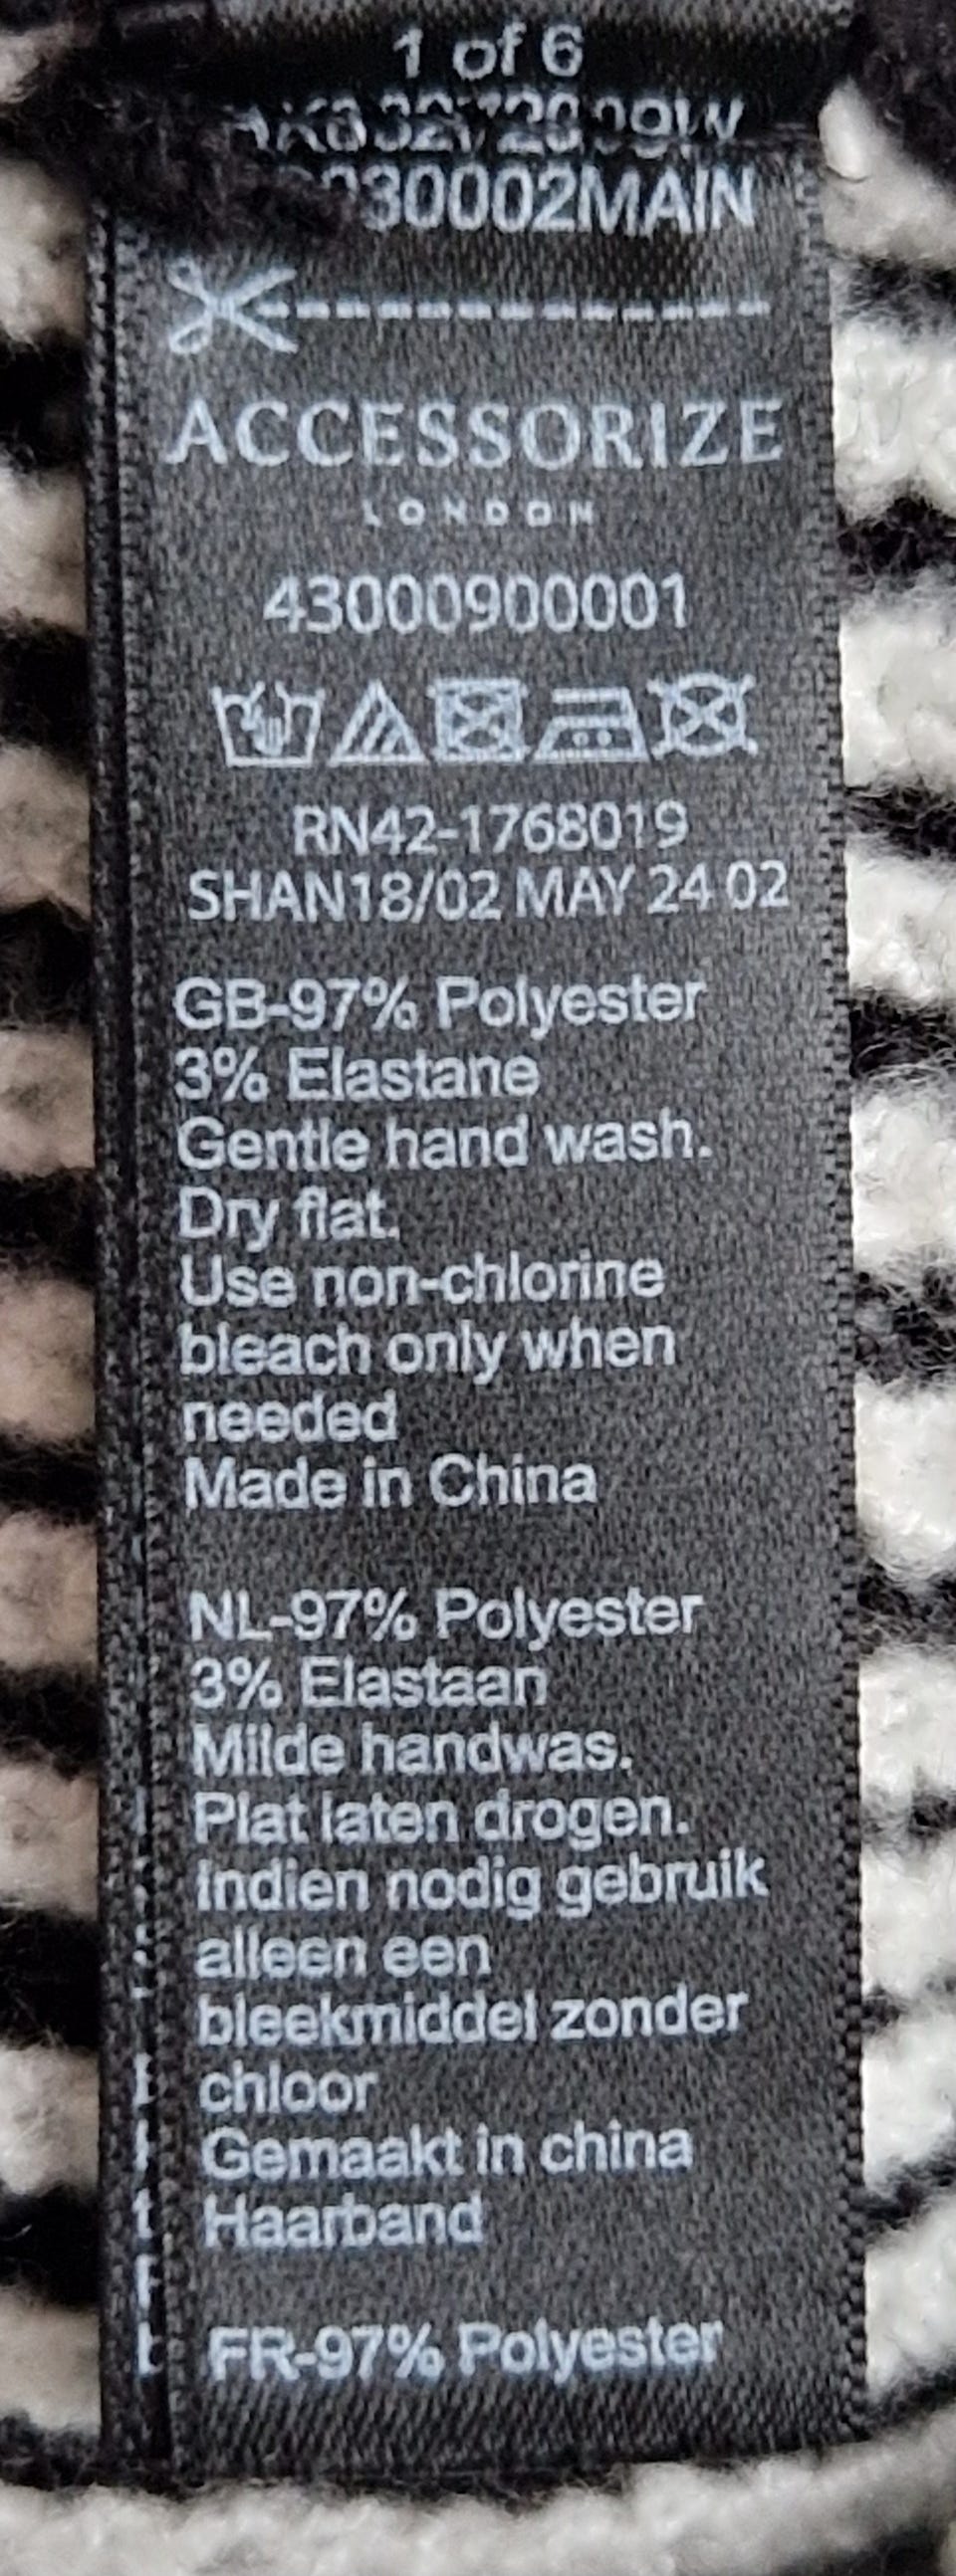 1 of 6
30002MAIN
ACCESSORIZE
LONDON
43000900001
RN42-1768019
SHAN18/02 MAY 24 02
GB-97% Polyester
3% Elastane
Gentle hand wash.
Dry flat.
Use non-chlorine
bleach only when
needed
Made in China
NL-97% Polyester
3% Elastaan
Milde handwas.
Plat laten drogen.
Indien nodig gebruik
alleen een
bleekmiddel zonder
chloor
Gemaakt in china
Haarband
FR-97% Polyester